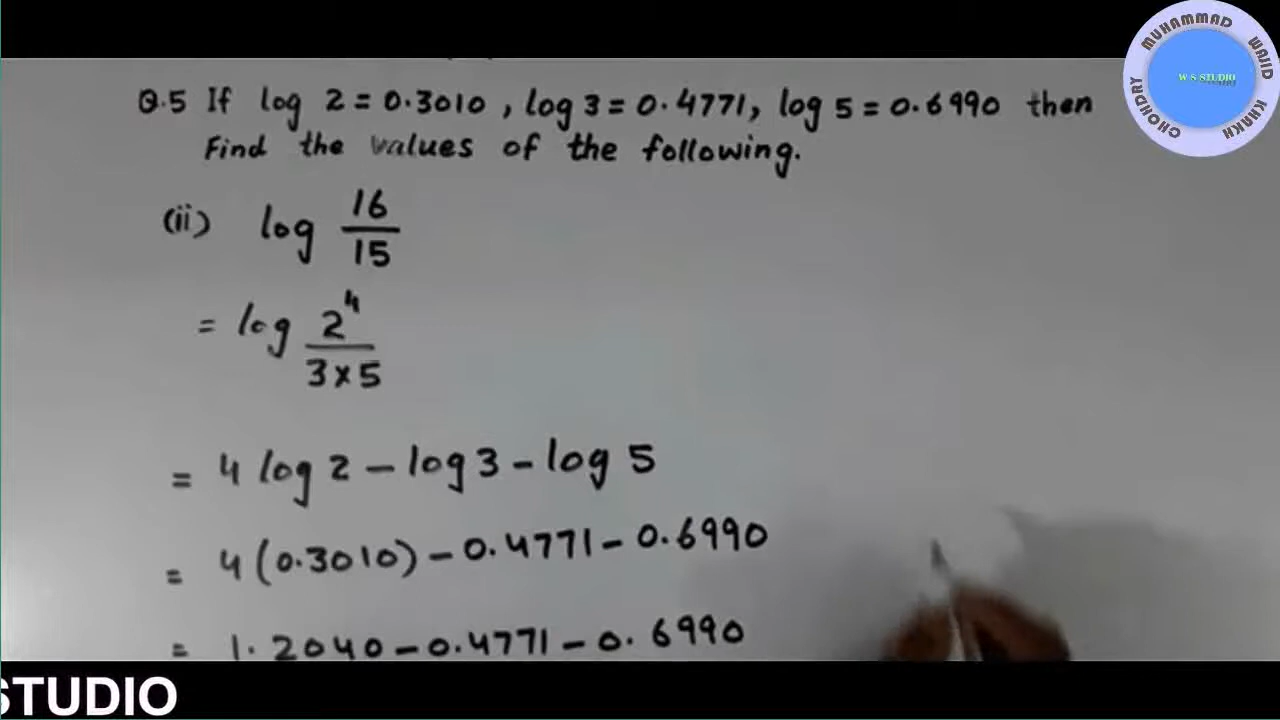 Q.5 If log 2 = 0.3010, log 3 = 0.4771, log 5 = 0.6990 then
Find the values of the following.
(ii) log 16/15
= log 2⁴/3×5
= 4 log 2 – log 3 – log 5
= 4 (0.3010) – 0.4771 – 0.6990
= 1.2040 – 0.4771 – 0.6990
MUHAMMAD WAJID KHAKH CHOHDRY
W S STUDIO
STUDIO